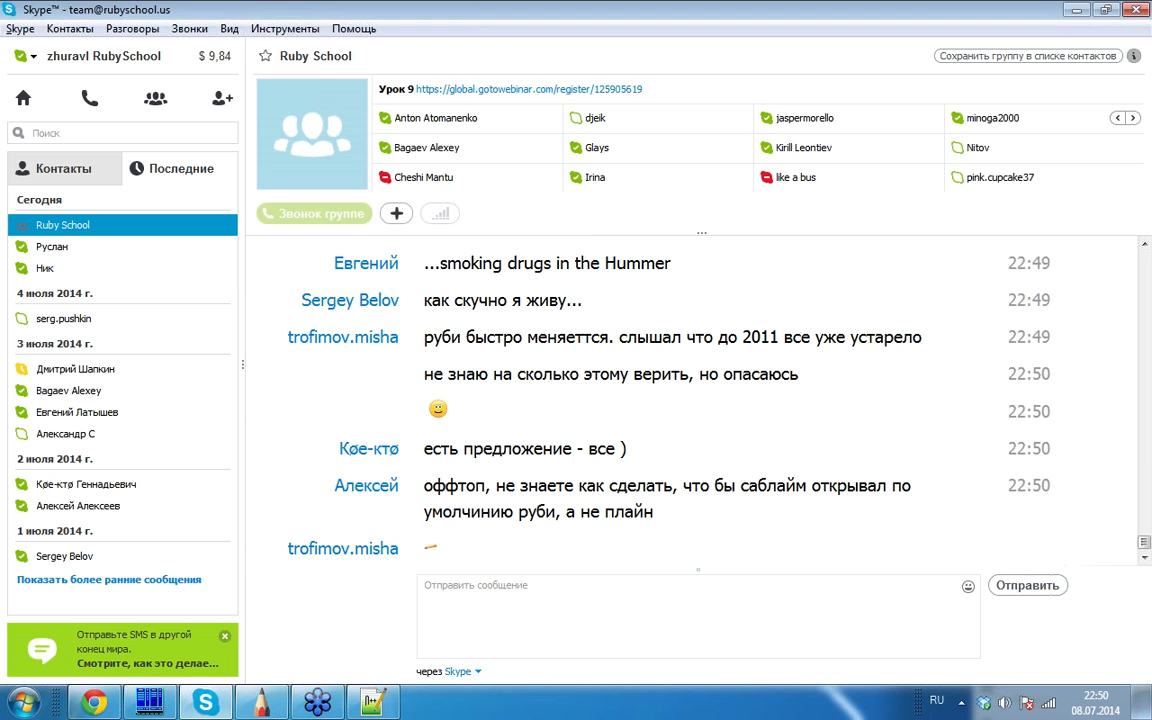 Skype™ - team@rubyschool.us
Skype Контакты Разговоры Звонки Вид Инструменты Помощь
zhuravl RubySchool $ 9,84
Ruby School
Сохранить группу в списке контактов
Урок 9 https://global.gotowebinar.com/register/125905619
Anton Atomanenko djeik jaspermorello minoga2000
Bagaev Alexey Glays Kirill Leontiev Nitov
Cheshi Mantu Irina like a bus pink.cupcake37
Звонок группе
Поиск
Контакты Последние
Сегодня
Ruby School
Руслан
Ник
4 июля 2014 г.
serg.pushkin
3 июля 2014 г.
Дмитрий Шапкин
Bagaev Alexey
Евгений Латышев
Александр С
2 июля 2014 г.
Køe-ктø Геннадьевич
Алексей Алексеев
1 июля 2014 г.
Sergey Belov
Показать более ранние сообщения
Отправьте SMS в другой
конец мира.
Смотрите, как это делае...
Евгений ...smoking drugs in the Hummer 22:49
Sergey Belov как скучно я живу... 22:49
trofimov.misha руби быстро меняеттся. слышал что до 2011 все уже устарело 22:49
не знаю на сколько этому верить, но опасаюсь 22:50
22:50
Køe-ктø есть предложение - все ) 22:50
Алексей оффтоп, не знаете как сделать, что бы саблайм открывал по 22:50
умолчинию руби, а не плайн
trofimov.misha
Отправить сообщение
Отправить
через Skype
RU
22:50
08.07.2014